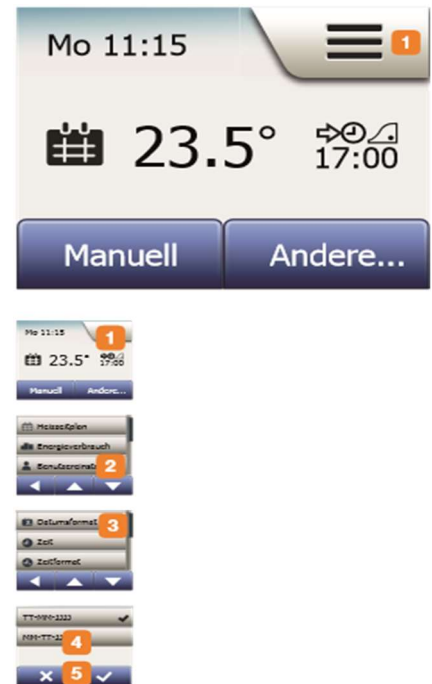 Mo 11:15
1
23.5°
17:00
Manuell
Andere...
Mo 11:15
1
23.5°
17:00
Manuell
Andere...
Heizzeitplan
Energieverbrauch
2
Datumsformat
3
Zeit
Zeitformat
4
5